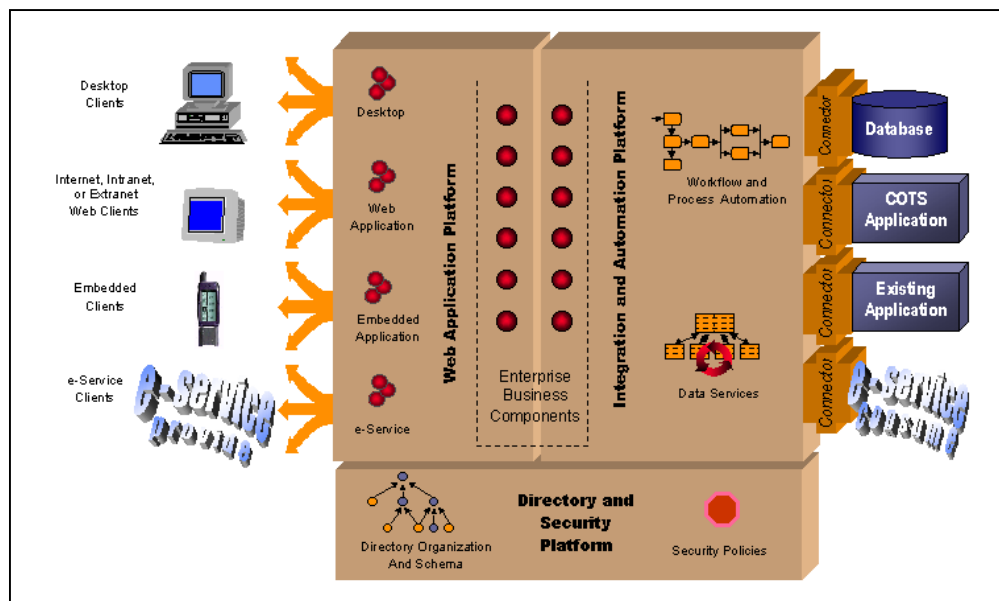 Desktop
Clients
Internet, Intranet,
or Extranet
Web Clients
Embedded
Clients
e-Service
Clients
e-service
Desktop
Web
Application
Embedded
Application
e-Service
Web Application Platform
Enterprise
Business
Components
Integration and Automation Platform
Workflow and
Process Automation
Data Services
Connector
Connector
Connector
Connector
Database
COTS
Application
Existing
Application
e-service
Directory Organization
And Schema
Directory and
Security
Platform
Security Policies